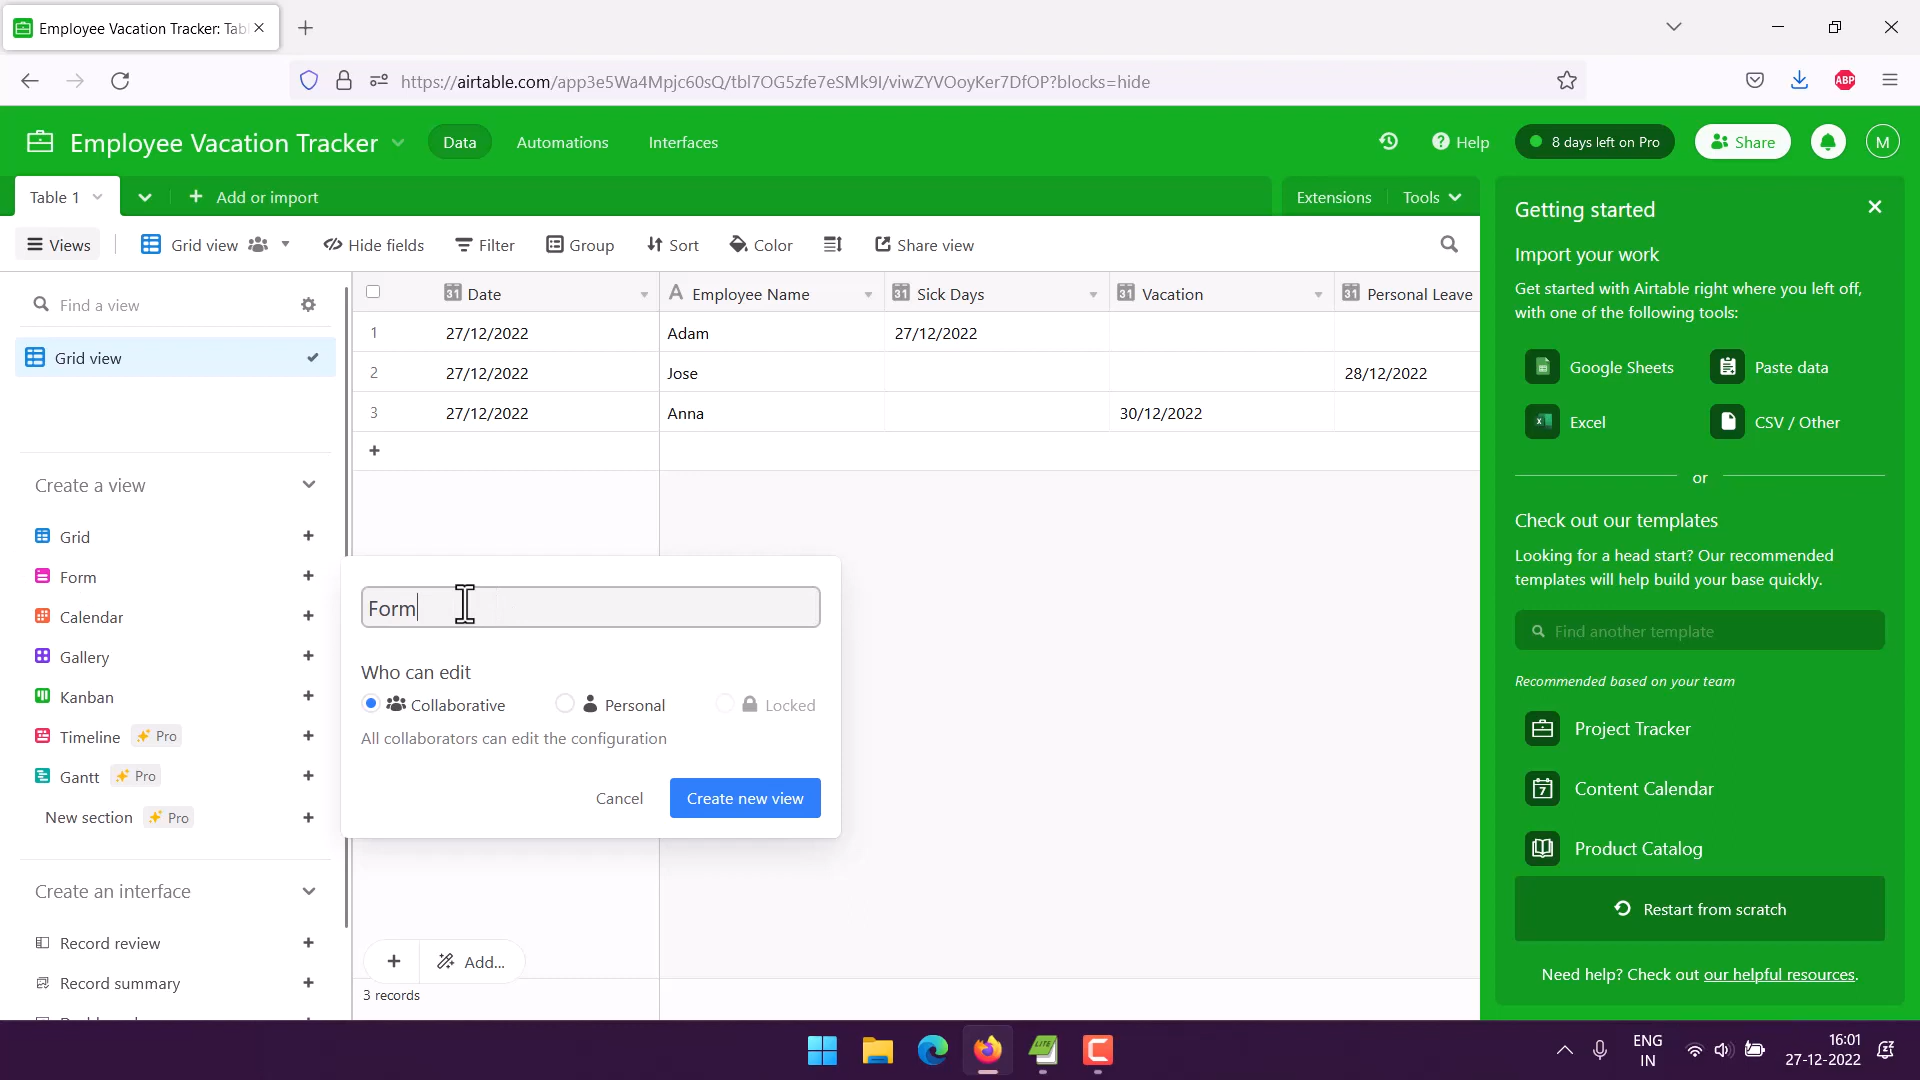 Employee Vacation Tracker: Tab
https://airtable.com/app3e5Wa4Mpjc60sQ/tbl7OG5zfe7eSMk9I/viwZYVOoyKer7DfOP?blocks=hide
ABP
Employee Vacation Tracker
Data
Automations
Interfaces
Help
8 days left on Pro
Share
M
Table 1
Add or import
Extensions
Tools
Views
Grid view
Hide fields
Filter
Group
Sort
Color
Share view
Find a view
Grid view
Create a view
Grid
Form
Calendar
Gallery
Kanban
Timeline Pro
Gantt Pro
New section Pro
Create an interface
Record review
Record summary
Date Employee Name Sick Days Vacation Personal Leave
1 27/12/2022 Adam 27/12/2022
2 27/12/2022 Jose 28/12/2022
3 27/12/2022 Anna 30/12/2022
Form
Who can edit
Collaborative Personal Locked
All collaborators can edit the configuration
Cancel Create new view
Add...
3 records
Getting started
Import your work
Get started with Airtable right where you left off,
with one of the following tools:
Google Sheets Paste data
Excel CSV / Other
or
Check out our templates
Looking for a head start? Our recommended
templates will help build your base quickly.
Find another template
Recommended based on your team
Project Tracker
Content Calendar
Product Catalog
Restart from scratch
Need help? Check out our helpful resources.
LITE
ENG
IN
16:01
27-12-2022